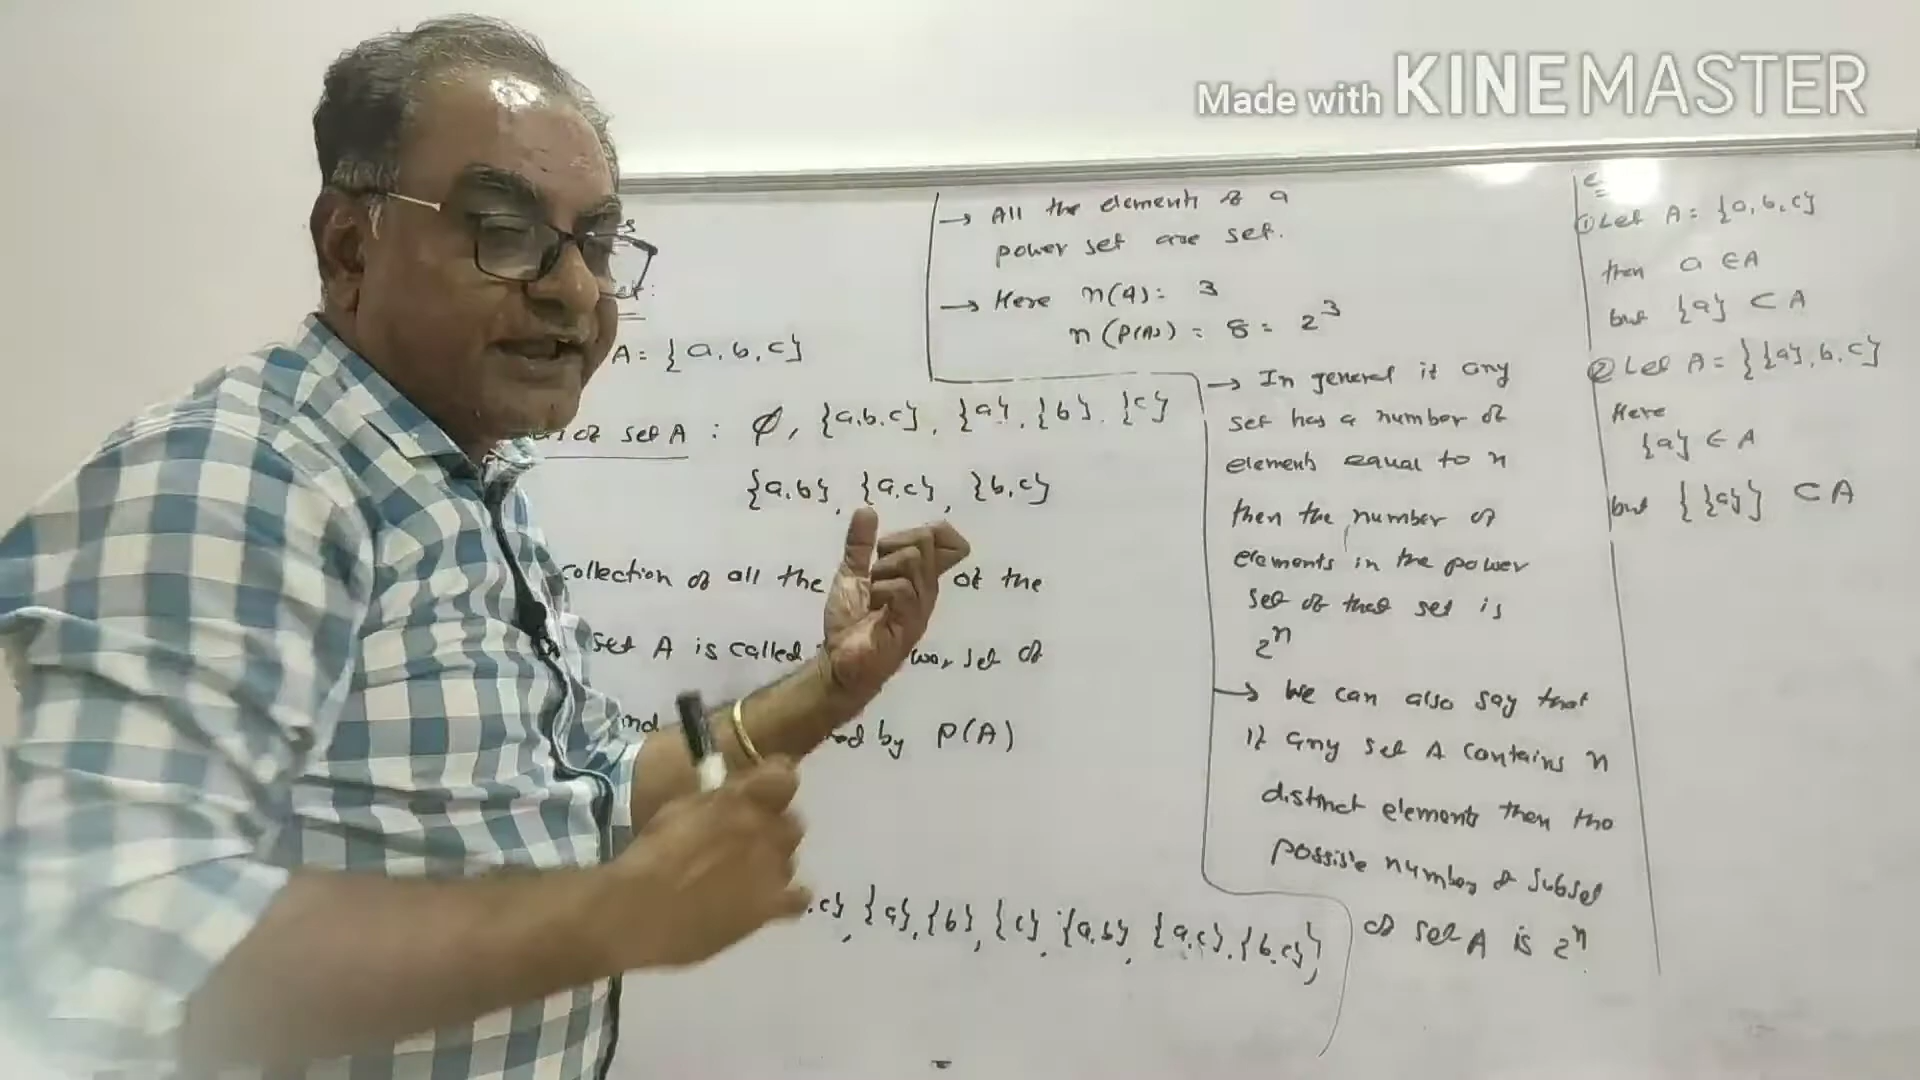 Made with KINEMASTER
A = {a, b, c}
of set A : φ, {a, b, c}, {a}, {b}, {c}
{a, b}, {a, c}, {b, c}
collection of all the of the
set A is called set of
by P(A)
c}, {a}, {b}, {c}, {a, b}, {a, c}, {b, c}}
→ All the elements of a
power set are set.
→ Here n(A) = 3
n(P(A)) = 8 = 2³
→ In general if any
set has a number of
elements equal to n
then the number of
elements in the power
set of that set is
2ⁿ
→ We can also say that
if any set A contains n
distinct elements then the
possible number of subset
of set A is 2ⁿ
① Let A = {a, b, c}
then a ∈ A
but {a} ⊂ A
② Let A = {{a}, b, c}
Here
{a} ∈ A
but {{a}} ⊂ A